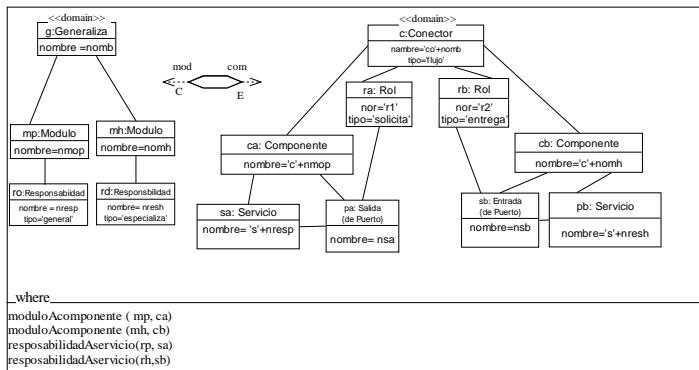 <<domain>>
g:Generaliza
nombre =nomb
mp:Modulo
nombre=nmop
mh:Modulo
nombre=nomh
ro:Responsabiidad
nombre = nresp
tipo='general'
rd:Responsbilidad
nombre= nresh
tipo='especializa'
mod
com
C
E
<<domain>>
c:Conector
nambre='co'+nomb
tipo='flujo'
ra: Rol
nor='r1'
tipo='solicita'
rb: Rol
nor='r2'
tipo='entrega'
ca: Componente
nombre='c'+nmop
cb: Componente
nombre='c'+nomh
sa: Servicio
nombre= 's'+nresp
pa: Salida
{de Puerto}
nombre= nsa
sb: Entrada
{de Puerto}
nombre=nsb
pb: Servicio
nombre='s'+nresh
where
moduloAcomponente ( mp, ca)
moduloAcomponente (mh, cb)
resposabilidadAservicio(rp, sa)
resposabilidadAservicio(rh,sb)